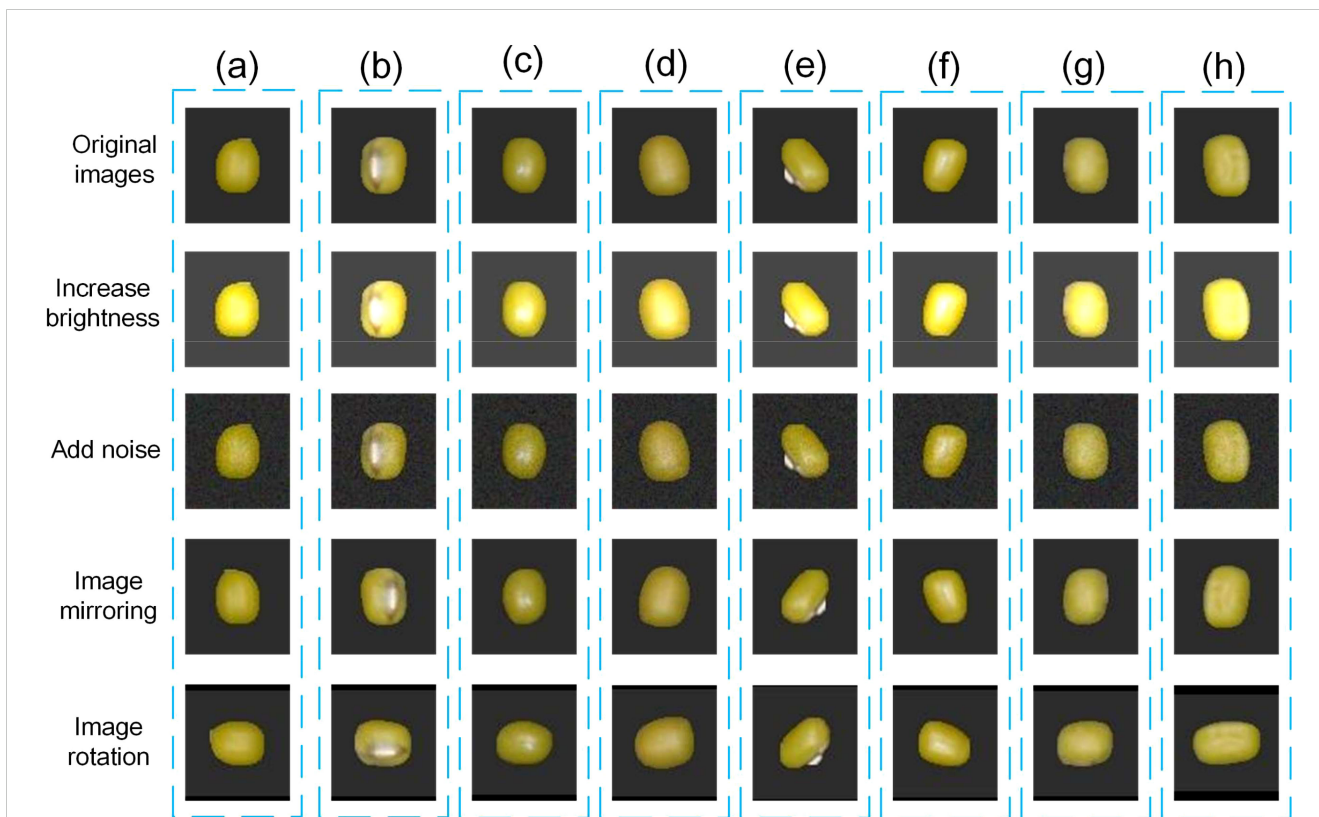 (a) (b) (c) (d) (e) (f) (g) (h)
Original
images
Increase
brightness
Add noise
Image
mirroring
Image
rotation